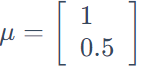 μ = [ 1
0.5 ]